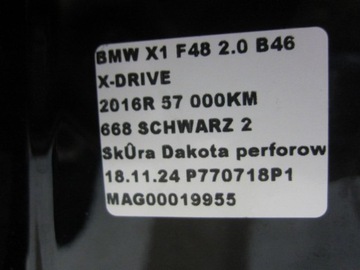 BMW X1 F48 2.0 B46
X-DRIVE
2016R 57 000KM
668 SCHWARZ 2
SkÛra Dakota perforow
18.11.24 P770718P1
MAG00019955